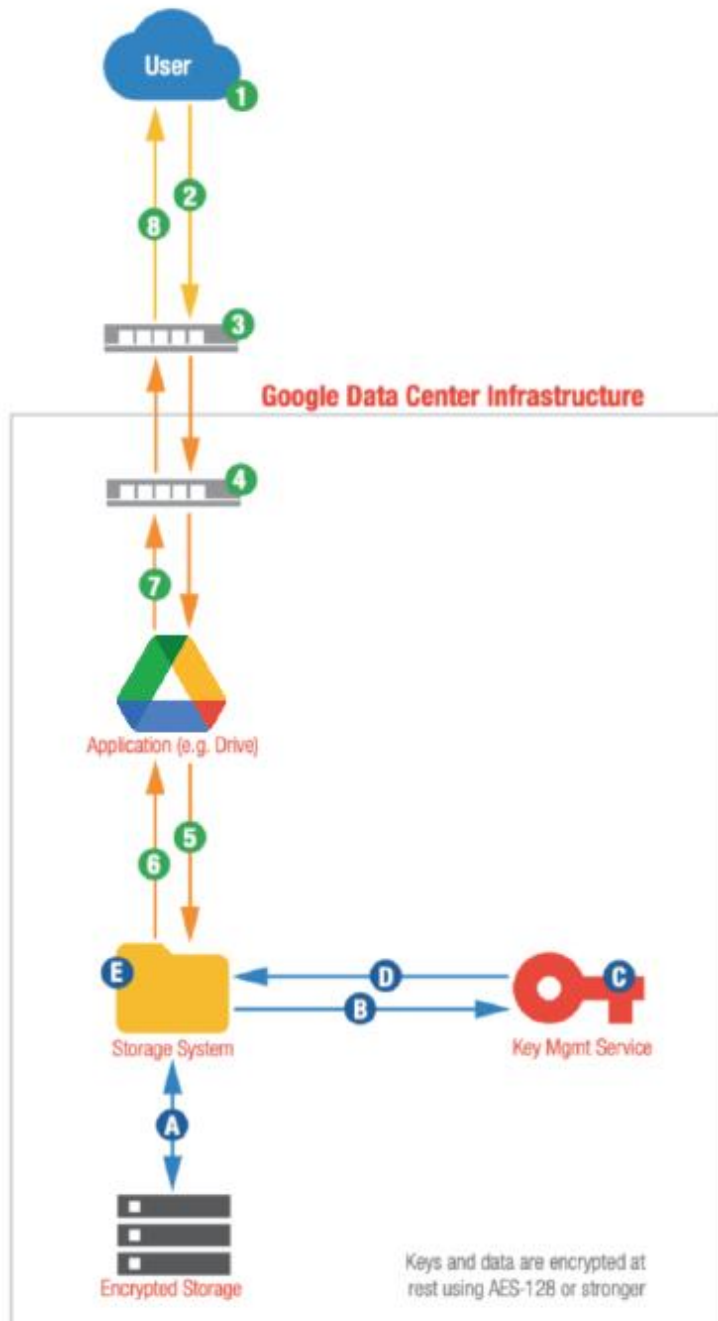 User
1
2
8
3
Google Data Center Infrastructure
4
7
Application (e.g. Drive)
5
6
E
D
C
B
Storage System
Key Mgmt Service
A
Encrypted Storage
Keys and data are encrypted at
rest using AES-128 or stronger